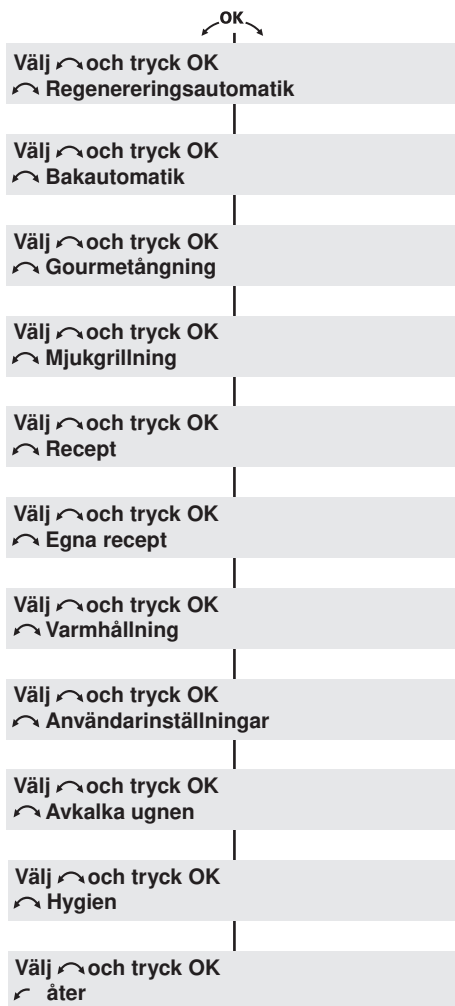 OK
Välj och tryck OK
Regenereringsautomatik
Välj och tryck OK
Bakautomatik
Välj och tryck OK
Gourmetångning
Välj och tryck OK
Mjukgrillning
Välj och tryck OK
Recept
Välj och tryck OK
Egna recept
Välj och tryck OK
Varmhållning
Välj och tryck OK
Användarinställningar
Välj och tryck OK
Avkalka ugnen
Välj och tryck OK
Hygien
Välj och tryck OK
åter